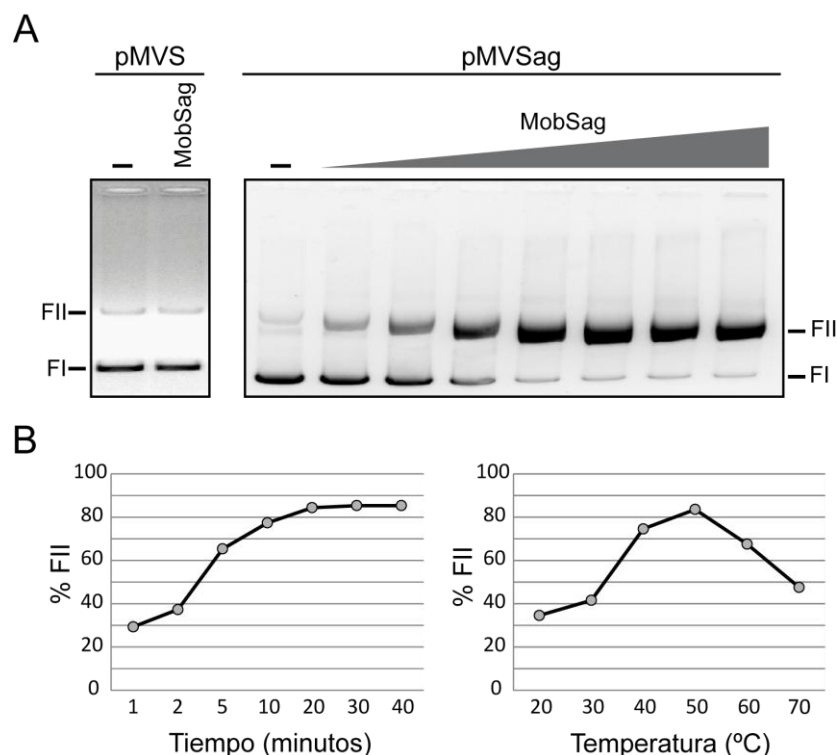 A
pMVS
pMVSag
– MobSag
– MobSag
FII
FI
FII
FI
B
% FII
100
80
60
40
20
0
1 2 5 10 20 30 40
Tiempo (minutos)
% FII
100
80
60
40
20
0
20 30 40 50 60 70
Temperatura (ºC)